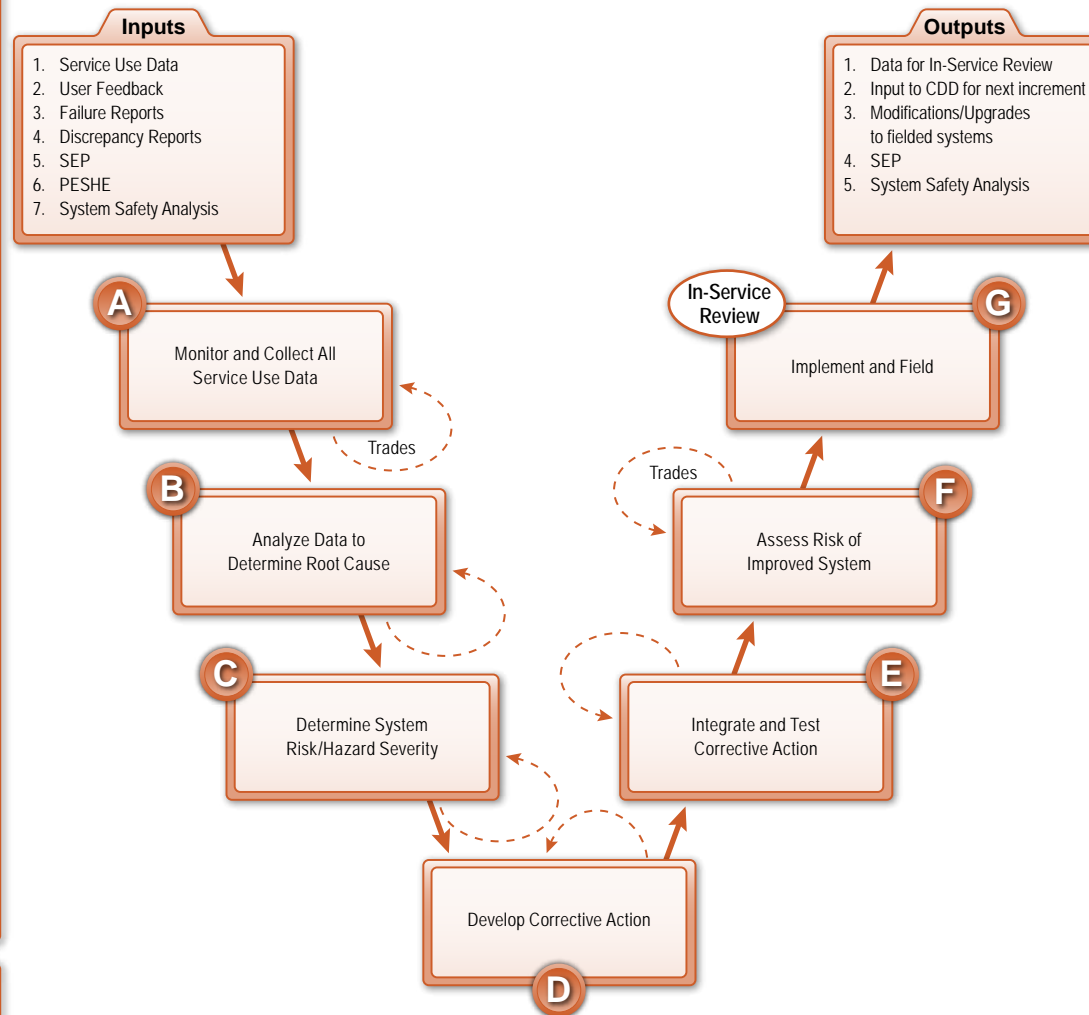 Inputs
1. Service Use Data
2. User Feedback
3. Failure Reports
4. Discrepancy Reports
5. SEP
6. PESHE
7. System Safety Analysis
A
Monitor and Collect All
Service Use Data
Trades
B
Analyze Data to
Determine Root Cause
C
Determine System
Risk/Hazard Severity
Develop Corrective Action
D
E
Integrate and Test
Corrective Action
Trades
F
Assess Risk of
Improved System
In-Service
Review
G
Implement and Field
Outputs
1. Data for In-Service Review
2. Input to CDD for next increment
3. Modifications/Upgrades
to fielded systems
4. SEP
5. System Safety Analysis